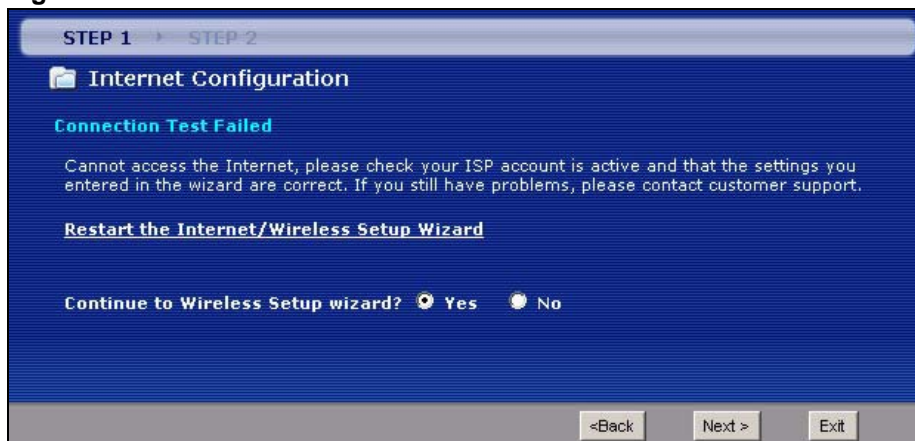 STEP 1 STEP 2
Internet Configuration
Connection Test Failed
Cannot access the Internet, please check your ISP account is active and that the settings you
entered in the wizard are correct. If you still have problems, please contact customer support.
Restart the Internet/Wireless Setup Wizard
Continue to Wireless Setup wizard? Yes No
<Back Next > Exit